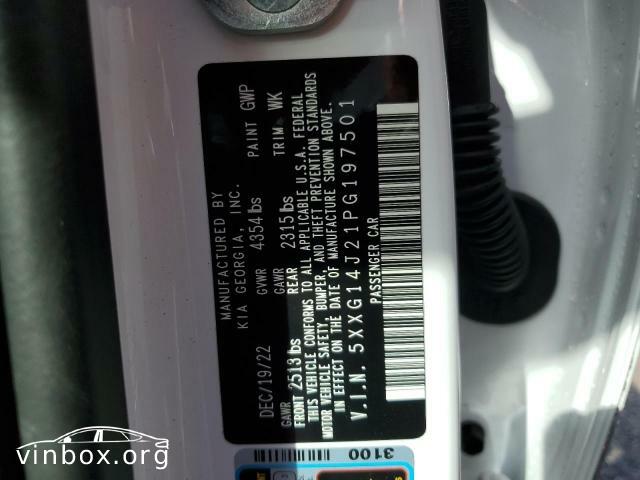 MANUFACTURED BY
KIA GEORGIA, INC.
DEC/19/22 GVWR 4354 lbs PAINT GWP
GAWR GAWR TRIM WK
FRONT 2513 lbs REAR 2315 lbs
THIS VEHICLE CONFORMS TO ALL APPLICABLE U.S.A. FEDERAL
MOTOR VEHICLE SAFETY, BUMPER, AND THEFT PREVENTION STANDARDS
IN EFFECT ON THE DATE OF MANUFACTURE SHOWN ABOVE.
V.I.N. 5XXG14J21PG197501
PASSENGER CAR
3100
vinbox.org